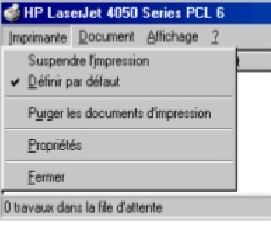 HP LaserJet 4050 Series PCL 6
Imprimante Document Affichage ?
Suspendre l'impression
Définir par défaut
Purger les documents d'impression
Propriétés
Fermer
0 travaux dans la file d'attente